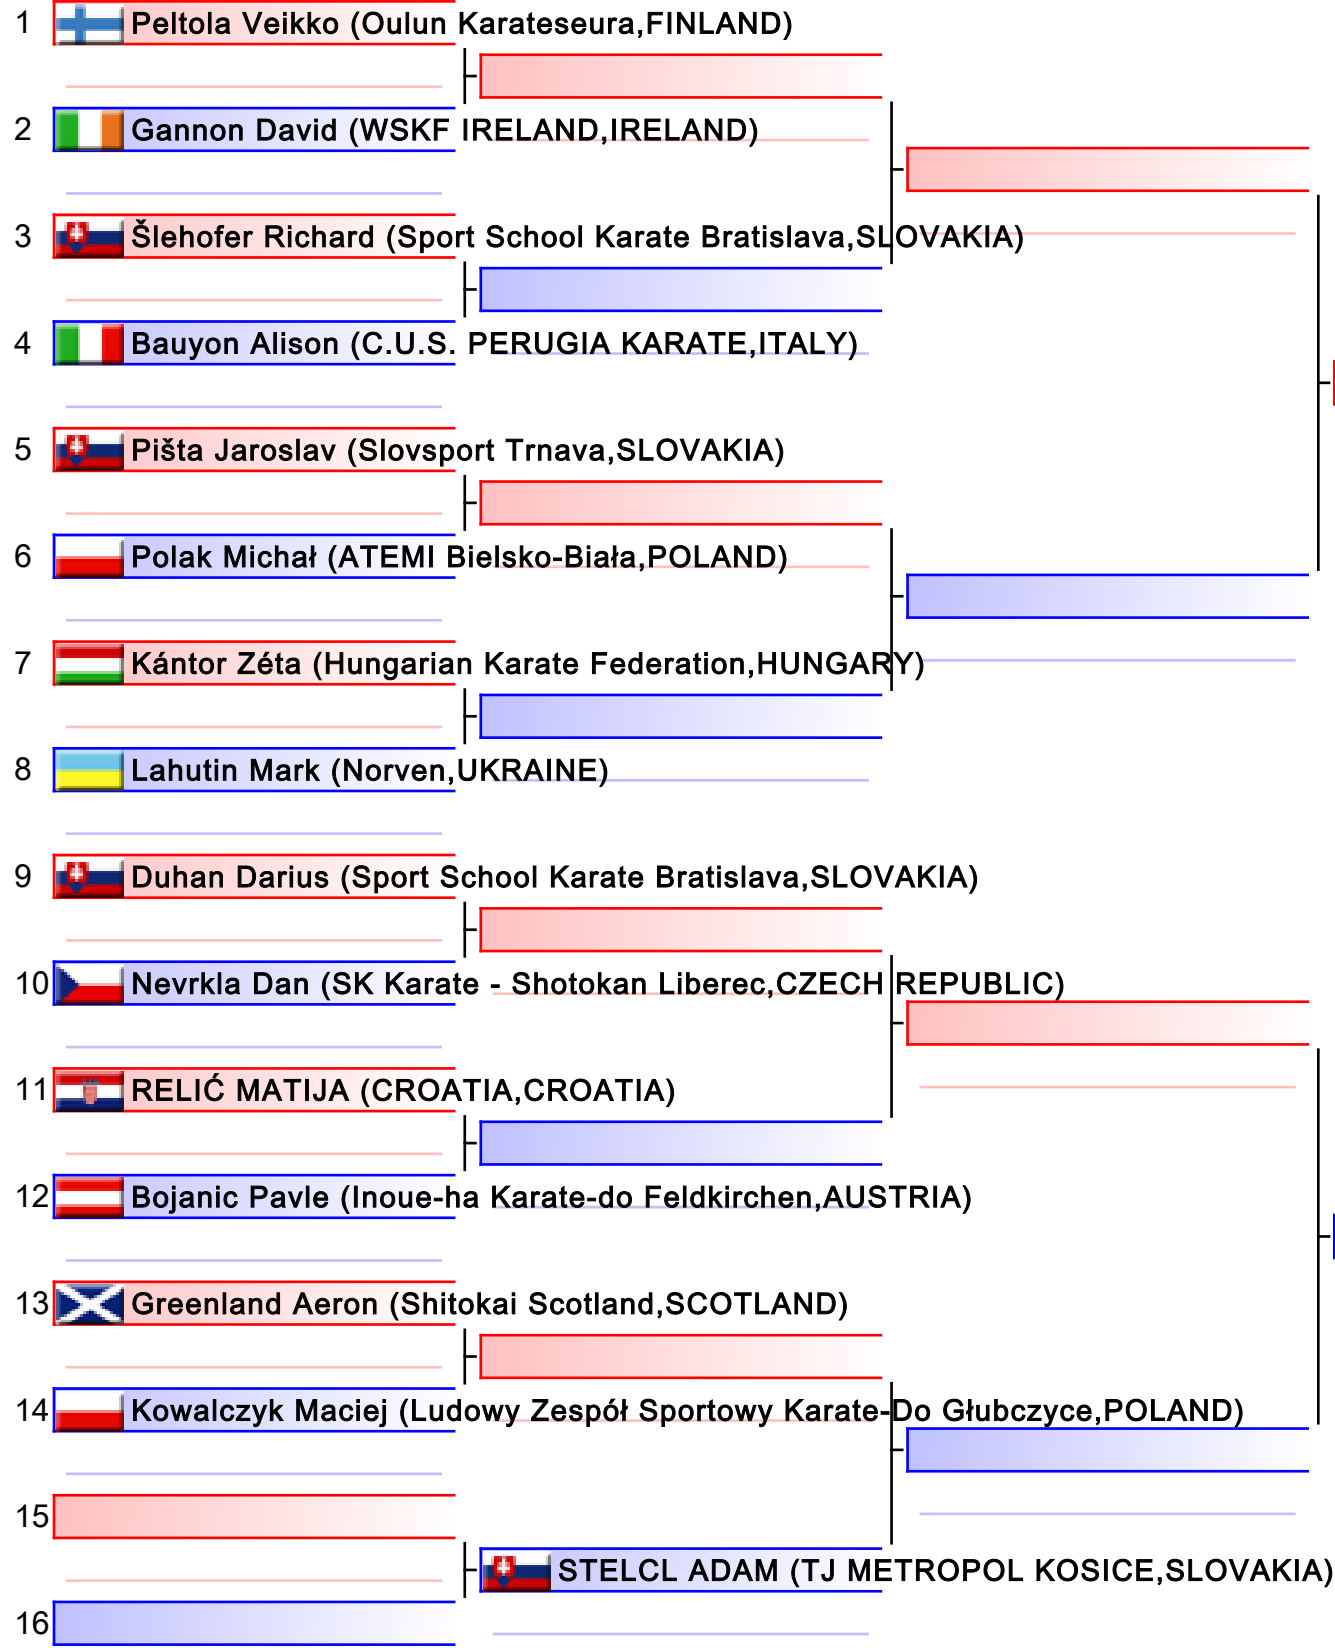 1 Peltola Veikko (Oulun Karateseura,FINLAND)
2 Gannon David (WSKF IRELAND,IRELAND)
3 Šlehofer Richard (Sport School Karate Bratislava,SLOVAKIA)
4 Bauyon Alison (C.U.S. PERUGIA KARATE,ITALY)
5 Pišta Jaroslav (Slovsport Trnava,SLOVAKIA)
6 Polak Michał (ATEMI Bielsko-Biała,POLAND)
7 Kántor Zéta (Hungarian Karate Federation,HUNGARY)
8 Lahutin Mark (Norven,UKRAINE)
9 Duhan Darius (Sport School Karate Bratislava,SLOVAKIA)
10 Nevrkla Dan (SK Karate - Shotokan Liberec,CZECH REPUBLIC)
11 RELIĆ MATIJA (CROATIA,CROATIA)
12 Bojanic Pavle (Inoue-ha Karate-do Feldkirchen,AUSTRIA)
13 Greenland Aeron (Shitokai Scotland,SCOTLAND)
14 Kowalczyk Maciej (Ludowy Zespół Sportowy Karate-Do Głubczyce,POLAND)
15
STELCL ADAM (TJ METROPOL KOSICE,SLOVAKIA)
16